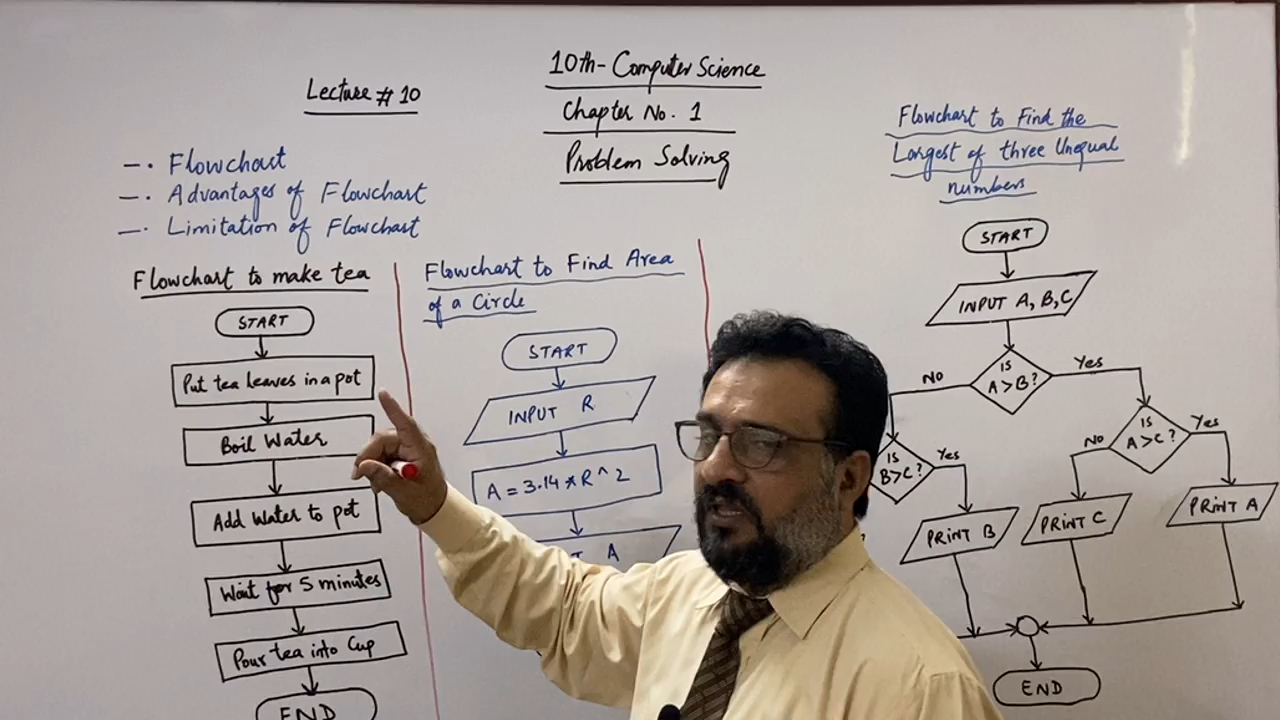 Lecture # 10
10th- Computer Science
Chapter No. 1
Problem Solving
—. Flowchart
—. Advantages of Flowchart
—. Limitation of Flowchart
Flowchart to make tea
START
Put tea leaves in a pot
Boil Water
Add Water to pot
Wait for 5 minutes
Pour tea into Cup
END
Flowchart to Find Area
of a Circle
START
INPUT R
A = 3.14 * R ^ 2
A
Flowchart to Find the
Largest of three Unequal
numbers
START
INPUT A, B, C
IS
A > B?
No
Yes
IS
B > C?
Yes
IS
A > C?
No
Yes
PRINT B
PRINT C
PRINT A
END